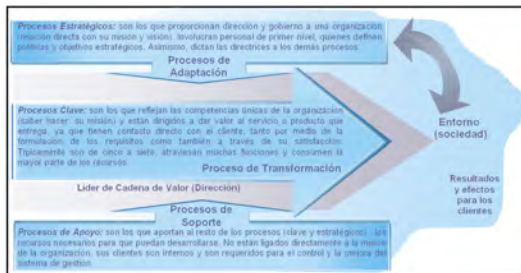 Procesos Estratégicos: son los que proporcionan dirección y gobierno a una organización
(relación directa con su misión y visión). Involucran personal de primer nivel, quienes definen
políticas y objetivos estratégicos. Asimismo, dictan las directrices a los demás procesos.
Procesos de
Adaptación
Procesos Clave: son los que reflejan las competencias únicas de la organización
(saber hacer: su misión) y están dirigidos a dar valor al servicio o producto que
entrega, ya que tienen contacto directo con el cliente, tanto por medio de la
formulación de los requisitos como también a través de su satisfacción.
Típicamente son de cinco a siete, atraviesan muchas funciones y consumen la
mayor parte de los recursos.
Proceso de Transformación
Entorno
(sociedad)
Resultados
y efectos
para los
clientes
Líder de Cadena de Valor (Dirección)
Procesos de
Soporte
Procesos de Apoyo: son los que aportan al resto de los procesos (clave y estratégicos) los
recursos necesarios para que puedan desarrollarse. No están ligados directamente a la misión
de la organización, sus clientes son internos y son requeridos para el control y la mejora del
sistema de gestión.